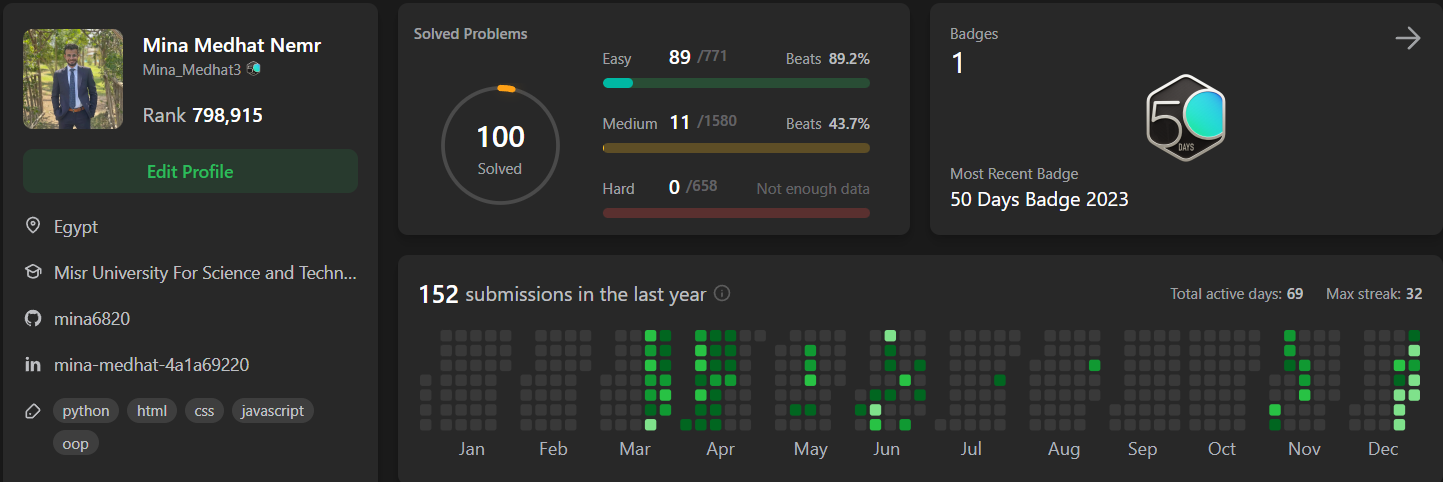 Mina Medhat Nemr
Mina_Medhat3
Rank 798,915
Edit Profile
Egypt
Misr University For Science and Techn...
mina6820
mina-medhat-4a1a69220
python html css javascript
oop
Solved Problems
100
Solved
Easy 89 /771 Beats 89.2%
Medium 11 /1580 Beats 43.7%
Hard 0 /658 Not enough data
Badges
1
50
DAYS
Most Recent Badge
50 Days Badge 2023
152 submissions in the last year Total active days: 69 Max streak: 32
Jan Feb Mar Apr May Jun Jul Aug Sep Oct Nov Dec